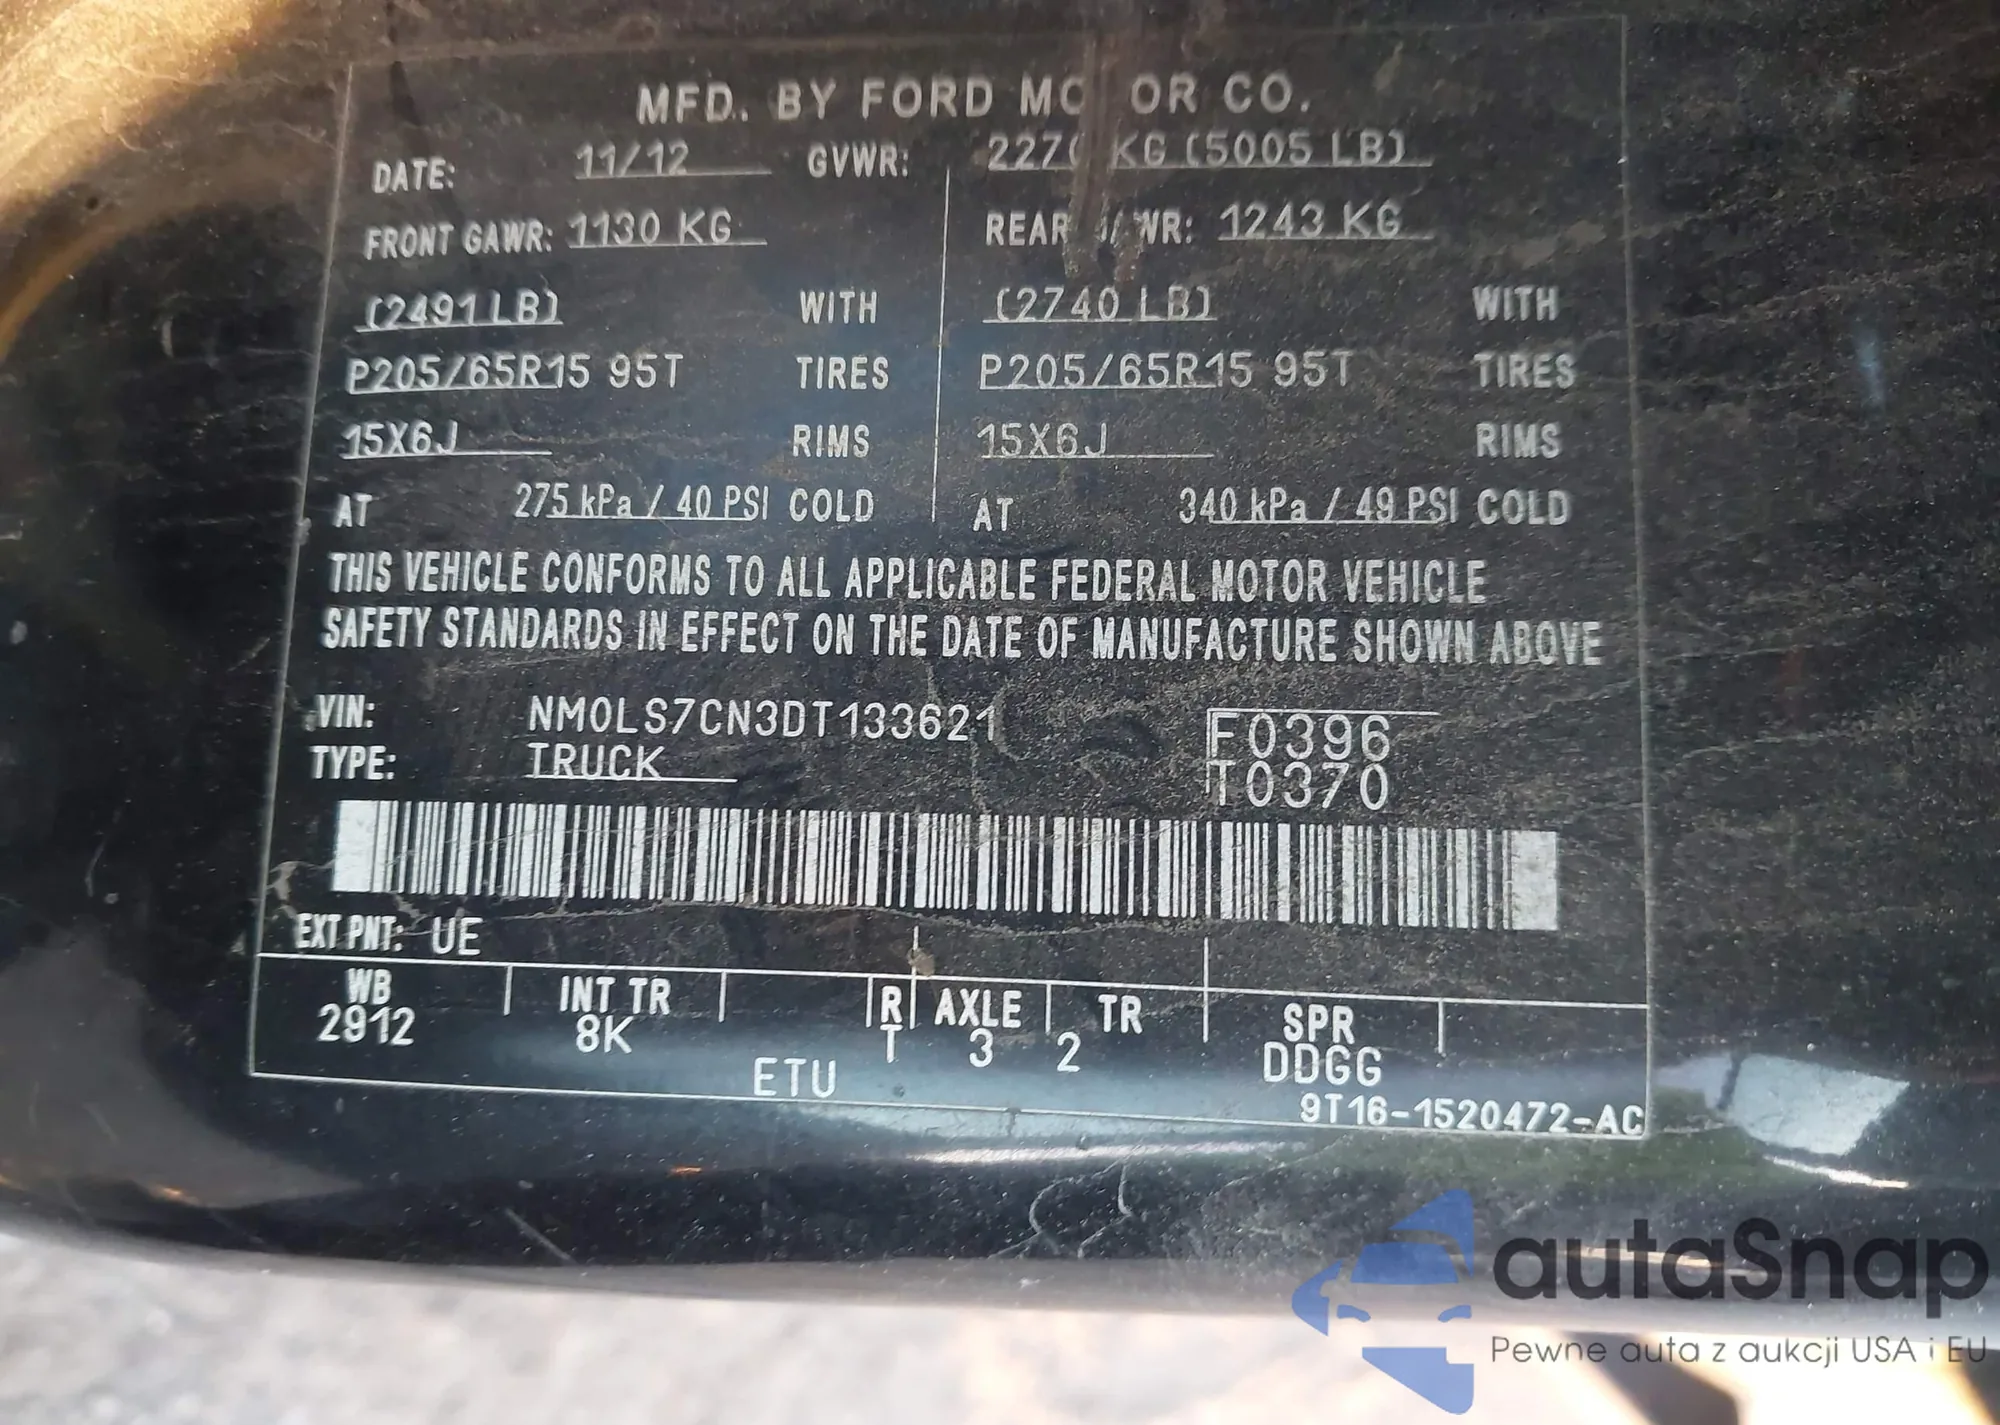 MFD. BY FORD MO OR CO.
DATE: 11/12 GVWR: 2270 KG (5005 LB)
FRONT GAWR: 1130 KG REAR GAWR: 1243 KG
(2491 LB) WITH (2740 LB) WITH
P205/65R15 95T TIRES P205/65R15 95T TIRES
15X6J RIMS 15X6J RIMS
AT 275 kPa / 40 PSI COLD AT 340 kPa / 49 PSI COLD
THIS VEHICLE CONFORMS TO ALL APPLICABLE FEDERAL MOTOR VEHICLE
SAFETY STANDARDS IN EFFECT ON THE DATE OF MANUFACTURE SHOWN ABOVE
VIN: NM0LS7CN3DT133621 F0396
TYPE: TRUCK T0370
EXT PNT: UE
WB INT TR R AXLE TR SPR
2912 8K T 3 2 DDGG
ETU
9T16-1520472-AC
autaSnap
Pewne auta z aukcji USA i EU